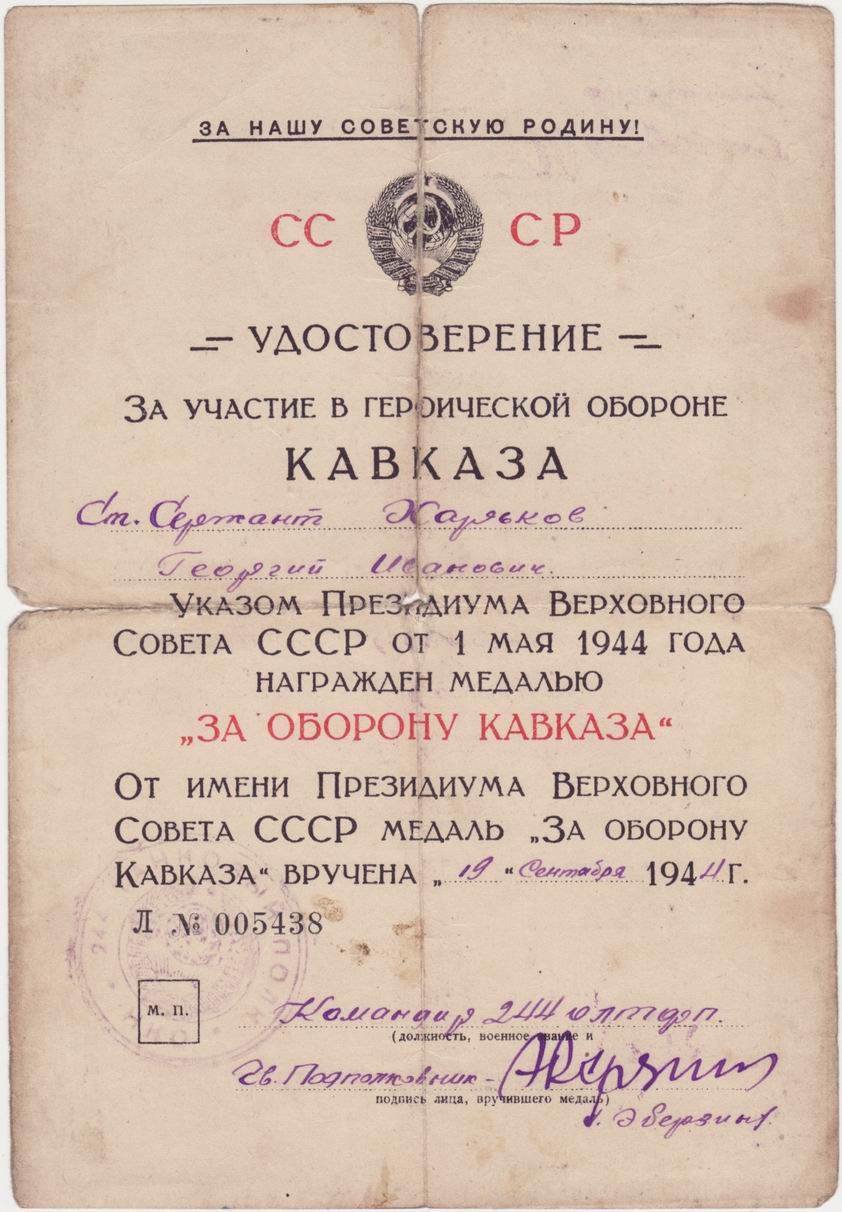 ЗА НАШУ СОВЕТСКУЮ РОДИНУ!
СС СР
УДОСТОВЕРЕНИЕ
ЗА УЧАСТИЕ В ГЕРОИЧЕСКОЙ ОБОРОНЕ
КАВКАЗА
Ст. Сержант Харьков
Георгий Иванович.
УКАЗОМ ПРЕЗИДИУМА ВЕРХОВНОГО
СОВЕТА СССР ОТ 1 МАЯ 1944 ГОДА
НАГРАЖДЕН МЕДАЛЬЮ
„ЗА ОБОРОНУ КАВКАЗА“
ОТ ИМЕНИ ПРЕЗИДИУМА ВЕРХОВНОГО
СОВЕТА СССР МЕДАЛЬ „ЗА ОБОРОНУ
КАВКАЗА“ ВРУЧЕНА „19“ Сентября 1944 Г.
Л № 005438
М. П.
Командир 244
(должность, военное звание и
Гв. Подполковник -
подпись лица, вручившего медаль)